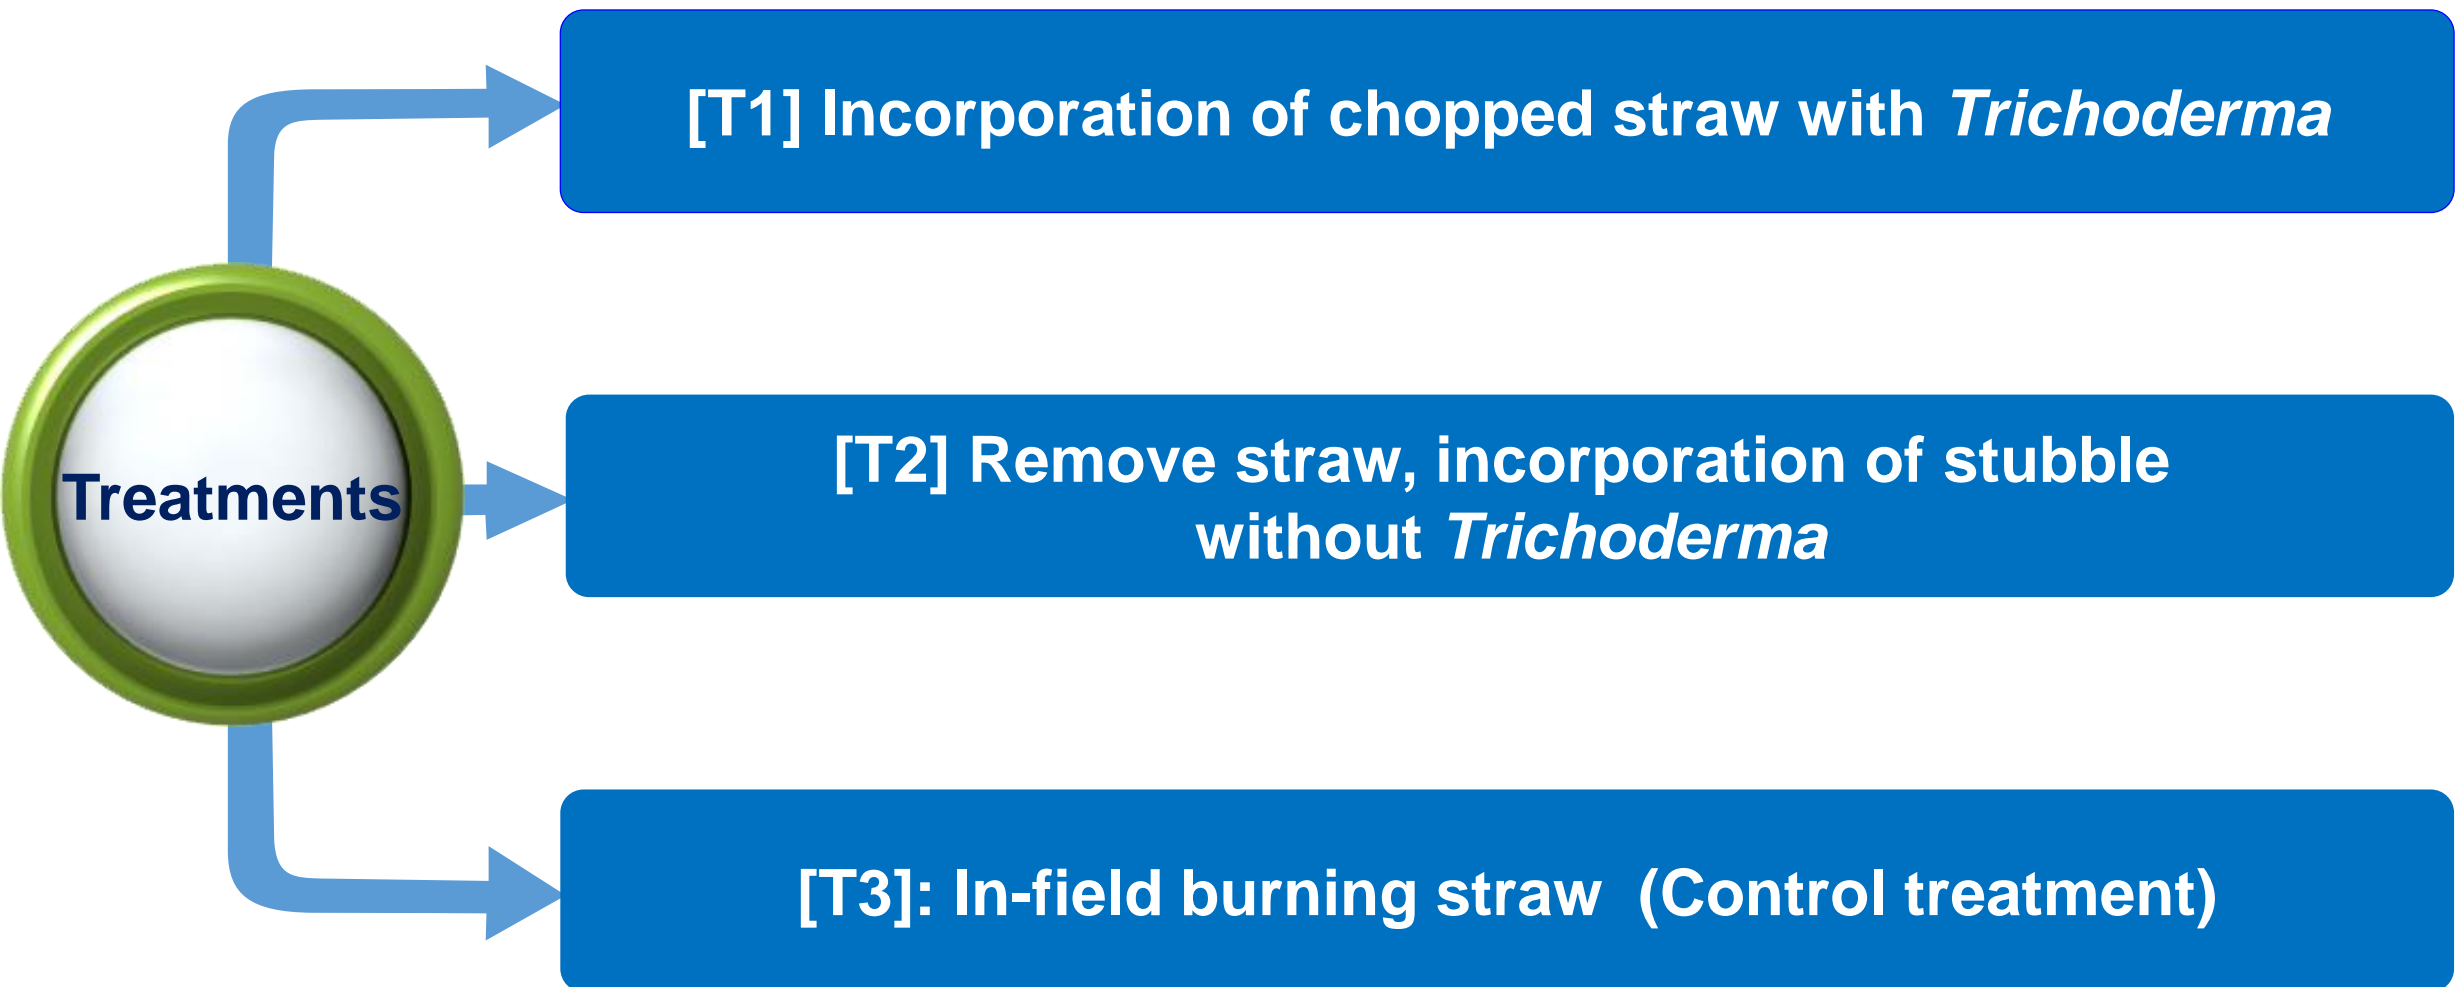 [T1] Incorporation of chopped straw with Trichoderma
Treatments
[T2] Remove straw, incorporation of stubble
without Trichoderma
[T3]: In-field burning straw  (Control treatment)